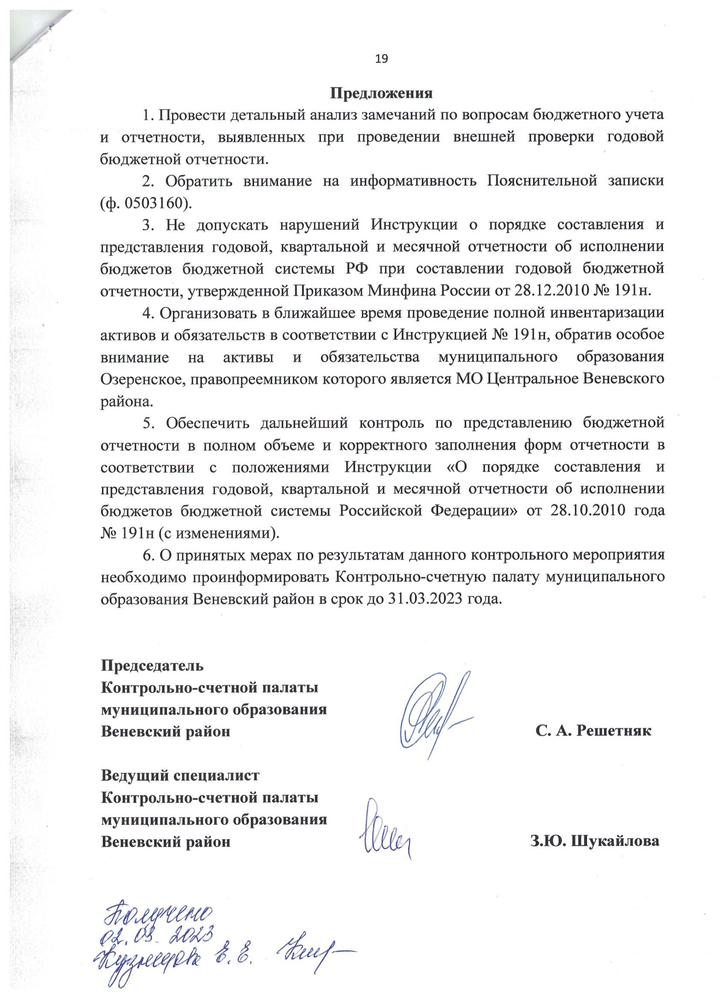 19
Предложения
1. Провести детальный анализ замечаний по вопросам бюджетного учета
и отчетности, выявленных при проведении внешней проверки годовой
бюджетной отчетности.
2. Обратить внимание на информативность Пояснительной записки
(ф. 0503160).
3. Не допускать нарушений Инструкции о порядке составления и
представления годовой, квартальной и месячной отчетности об исполнении
бюджетов бюджетной системы РФ при составлении годовой бюджетной
отчетности, утвержденной Приказом Минфина России от 28.12.2010 № 191н.
4. Организовать в ближайшее время проведение полной инвентаризации
активов и обязательств в соответствии с Инструкцией № 191н, обратив особое
внимание на активы и обязательства муниципального образования
Озеренское, правопреемником которого является МО Центральное Веневского
района.
5. Обеспечить дальнейший контроль по представлению бюджетной
отчетности в полном объеме и корректного заполнения форм отчетности в
соответствии с положениями Инструкции «О порядке составления и
представления годовой, квартальной и месячной отчетности об исполнении
бюджетов бюджетной системы Российской Федерации» от 28.10.2010 года
№ 191н (с изменениями).
6. О принятых мерах по результатам данного контрольного мероприятия
необходимо проинформировать Контрольно-счетную палату муниципального
образования Веневский район в срок до 31.03.2023 года.
Председатель
Контрольно-счетной палаты
муниципального образования
Веневский район С. А. Решетняк
Ведущий специалист
Контрольно-счетной палаты
муниципального образования
Веневский район З.Ю. Шукайлова
Получено
02.03.2023
Кузнецова Е.Е.